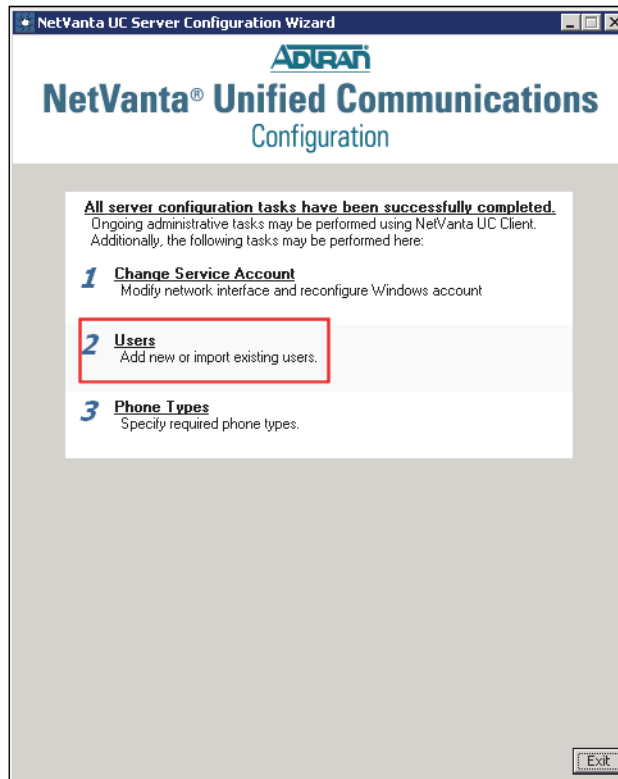 NetVanta UC Server Configuration Wizard
ADTRAN
NetVanta® Unified Communications
Configuration
All server configuration tasks have been successfully completed.
Ongoing administrative tasks may be performed using NetVanta UC Client.
Additionally, the following tasks may be performed here:
1 Change Service Account
Modify network interface and reconfigure Windows account
2 Users
Add new or import existing users.
3 Phone Types
Specify required phone types.
Exit